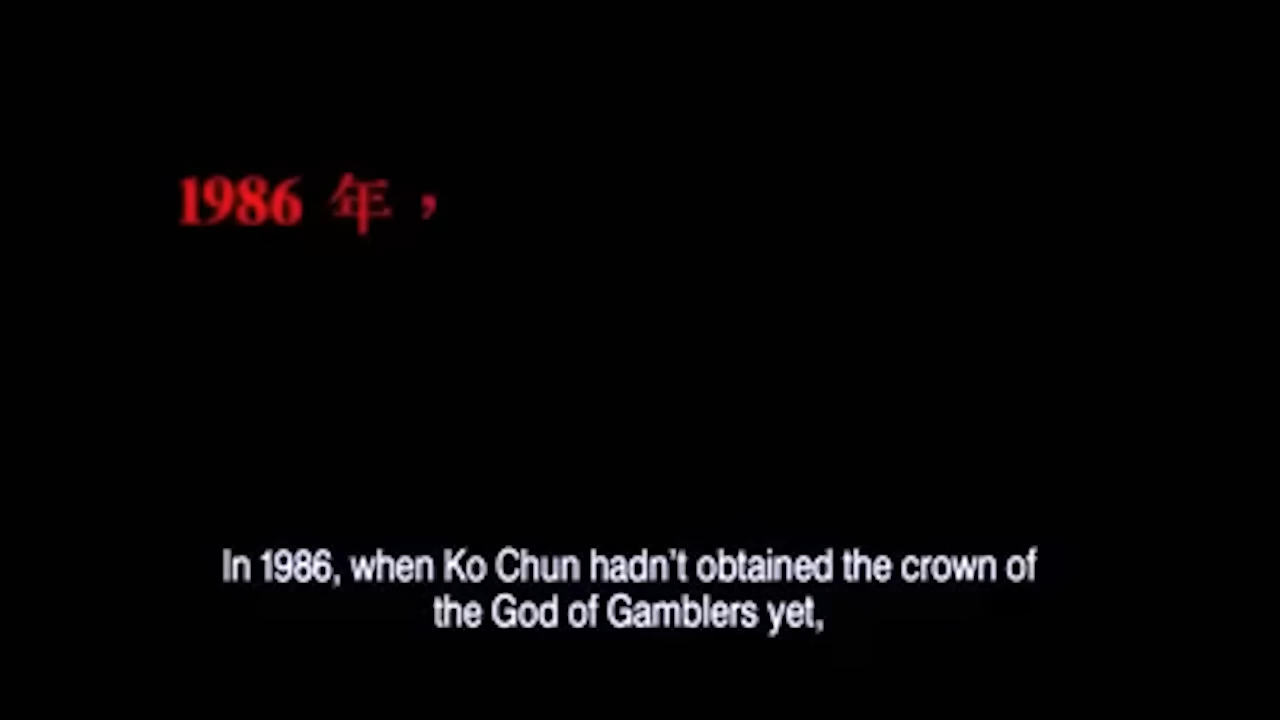 1986 年，
In 1986, when Ko Chun hadn't obtained the crown of
the God of Gamblers yet,